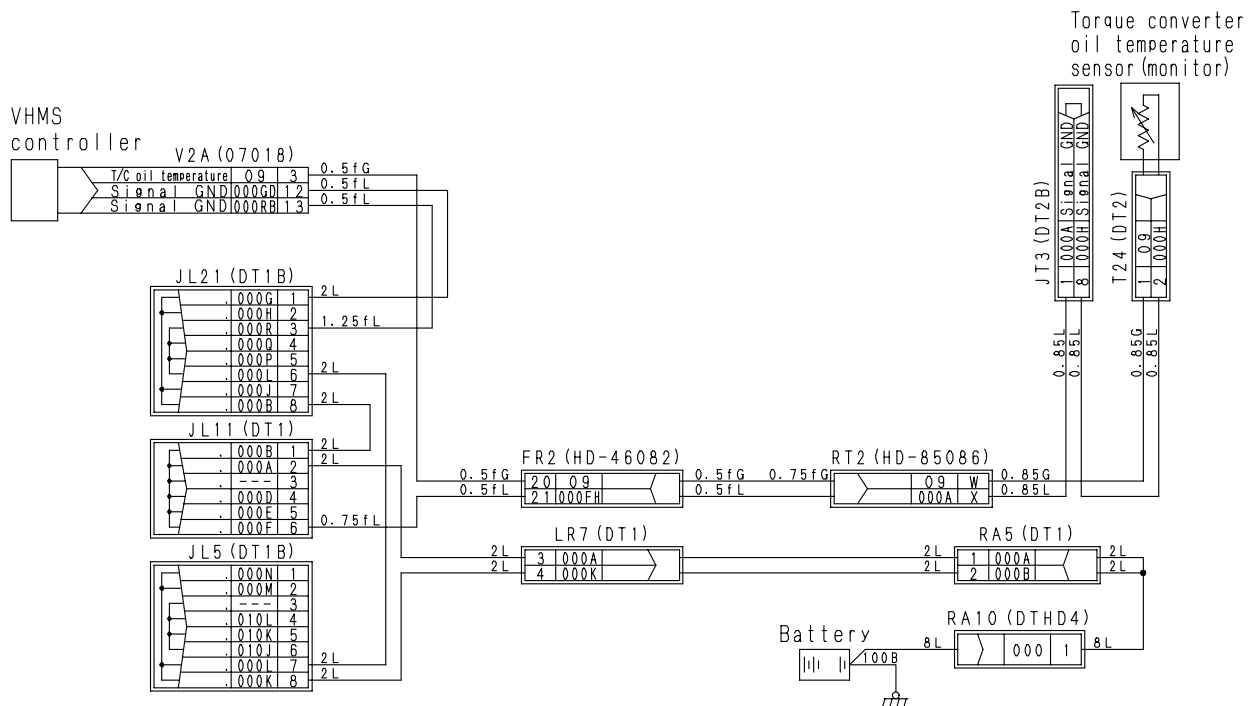 Torque converter
oil temperature
sensor(monitor)
VHMS
controller
V2A(07018)
T/C oil temperature 09 3 0.5fG
Signal GND 000GD 12 0.5fL
Signal GND 000RB 13 0.5fL
JT3(DT2B)
1 000A Signal GND
8 000H Signal GND
0.85L
0.85L
T24(DT2)
1 09
2 000H
0.85G
0.85L
JL21(DT1B)
. 000G 1 2L
. 000H 2
. 000R 3 1.25fL
. 000Q 4
. 000P 5
. 000L 6 2L
. 000J 7
. 000B 8 2L
JL11(DT1)
. 000B 1 2L
. 000A 2 2L
. --- 3
. 000D 4
. 000E 5
. 000F 6 0.75fL
FR2(HD-46082)
0.5fG 20 09 0.5fG
0.5fL 21 000FH 0.5fL
RT2(HD-85086)
0.75fG 09 W 0.85G
000A X 0.85L
JL5(DT1B)
. 000N 1
. 000M 2
. --- 3
. 010L 4
. 010K 5
. 010J 6
. 000L 7 2L
. 000K 8 2L
LR7(DT1)
2L 3 000A
2L 4 000K
RA5(DT1)
2L 1 000A 2L
2L 2 000B 2L
RA10(DTHD4)
8L 000 1 8L
Battery
100B